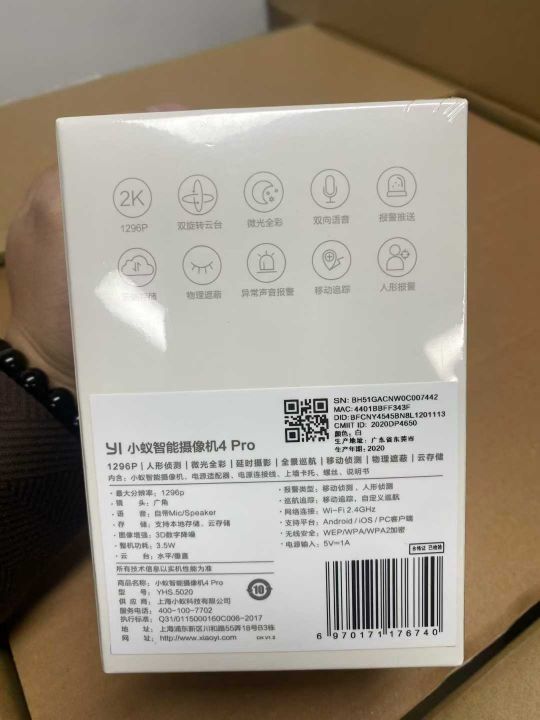 2K
1296P
双旋转云台
微光全彩
双向语音
报警推送
物理遮蔽
异常声音报警
移动追踪
人形报警
SN: BH51GACNW0C007442
MAC: 4401BBFF343F
DID: BFCNY4545BN8L1201113
CMIIT ID: 2020DP4650
颜色: 白
生产地址: 广东省东莞市
生产年期: 2020
YI 小蚁智能摄像机4 Pro
1296P | 人形侦测 | 微光全彩 | 延时摄影 | 全景巡航 | 移动侦测 | 物理遮蔽 | 云存储
内含: 小蚁智能摄像机、电源适配器、电源连接线、上墙卡托、螺丝、说明书
· 最大分辨率: 1296p
· 镜 头: 广角
· 语 音: 自带Mic/Speaker
· 存 储: 支持本地存储、云存储
· 图像增强: 3D数字降噪
· 整机功耗: 3.5W
· 云 台: 水平/垂直
· 报警类型: 移动侦测、人形侦测
· 巡航追踪: 移动追踪、自定义巡航
· 网络连接: Wi-Fi 2.4GHz
· 支持平台: Android / iOS / PC客户端
· 无线安全: WEP/WPA/WPA2加密
· 电源输入: 5V⎓1A
所有技术信息以实机性能为准
合格证 已检验
商品名称: 小蚁智能摄像机4 Pro
型 号: YHS.5020
供 应 商: 上海小蚁科技有限公司
服务电话: 400-100-7702
执行标准: Q31/0115000160C006-2017
地 址: 上海浦东新区川和路55弄18号B3栋
网 址: http://www.xiaoyi.com
10
CK V1.2
6 970171 176740